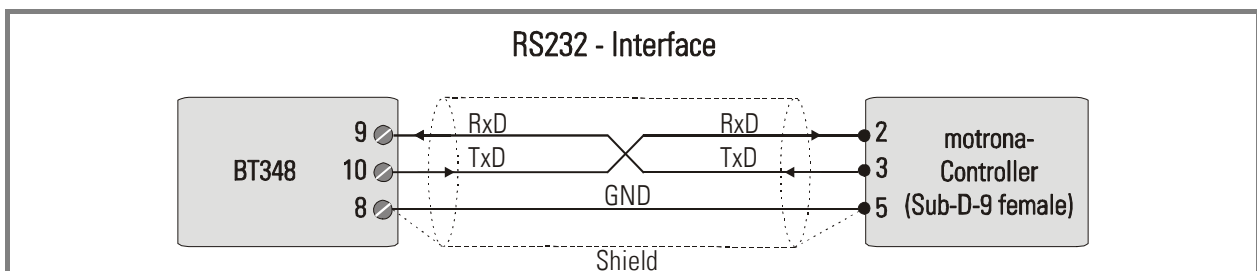 RS232 - Interface
9 RxD RxD 2
BT348 10 TxD TxD 3
8 GND 5
motrona-
Controller
(Sub-D-9 female)
Shield